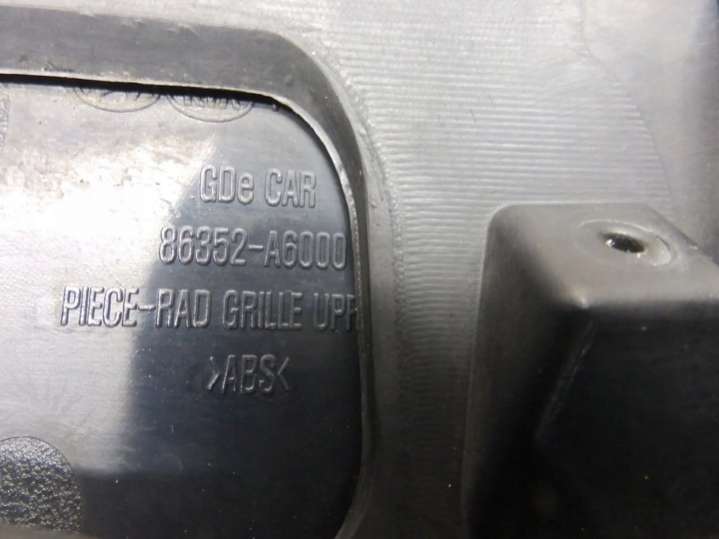 GDe CAR
86352-A6000
PIECE-RAD GRILLE UPR
>ABS<